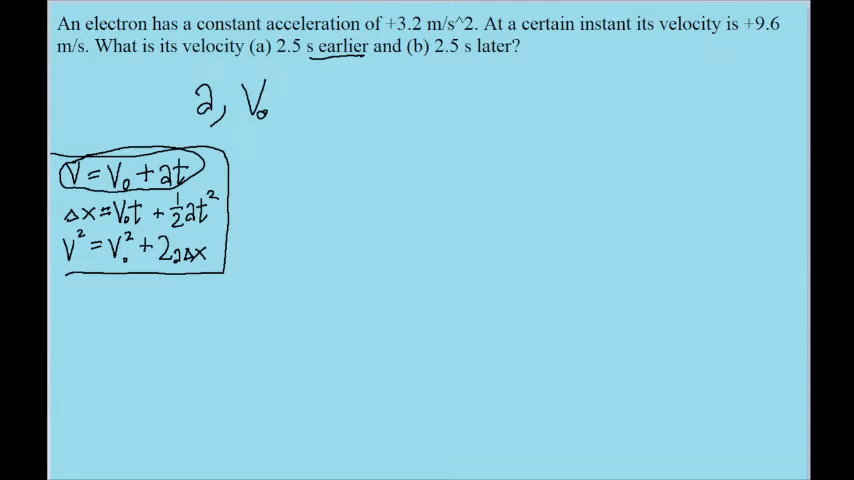 An electron has a constant acceleration of +3.2 m/s^2. At a certain instant its velocity is +9.6
m/s. What is its velocity (a) 2.5 s earlier and (b) 2.5 s later?
a, V₀
V = V₀ + at
Δx = V₀t + ½at²
V² = V₀² + 2aΔx